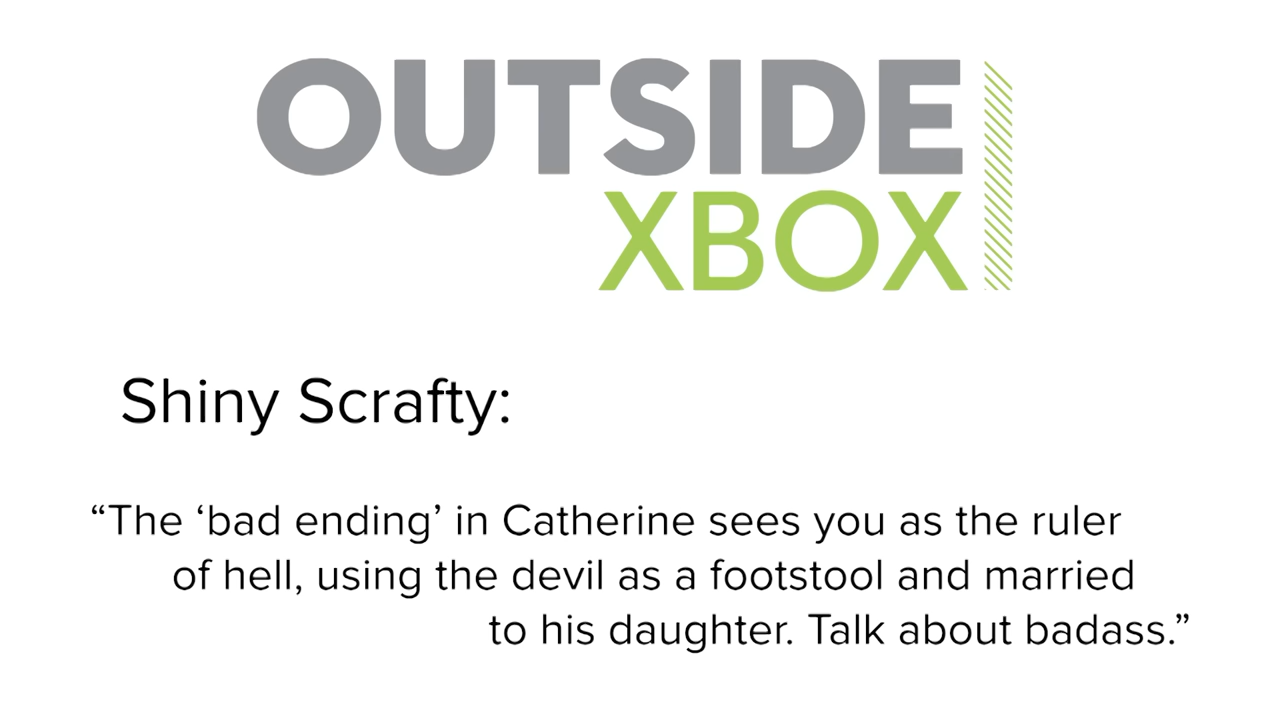 OUTSIDE
XBOX
Shiny Scrafty:
“The ‘bad ending’ in Catherine sees you as the ruler
of hell, using the devil as a footstool and married
to his daughter. Talk about badass.”